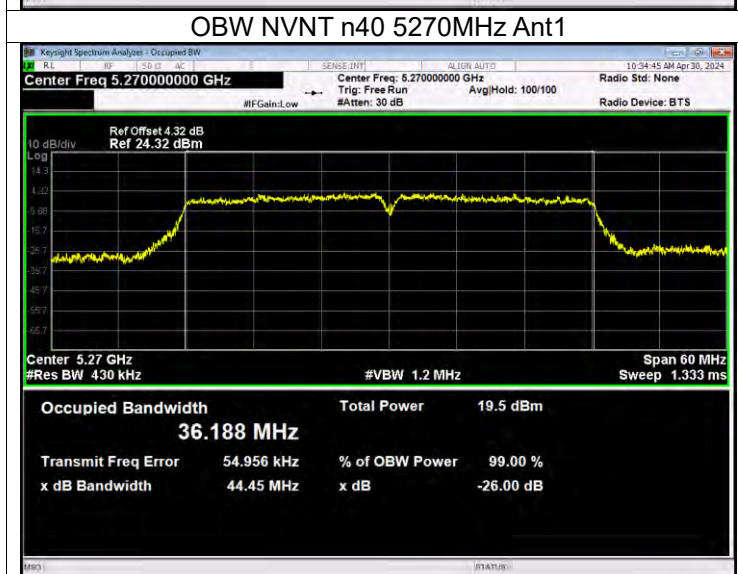 OBW NVNT n40 5270MHz Ant1
Keysight Spectrum Analyzer - Occupied BW
RL RF 50 Ω AC SENSE:INT ALIGN AUTO 10:34:45 AM Apr 30, 2024
Center Freq 5.270000000 GHz Center Freq: 5.270000000 GHz Radio Std: None
Trig: Free Run Avg|Hold: 100/100
#IFGain:Low #Atten: 30 dB Radio Device: BTS
Ref Offset 4.32 dB
10 dB/div Ref 24.32 dBm
Log
14.3
4.32
-5.68
-15.7
-25.7
-35.7
-45.7
-55.7
-65.7
Center 5.27 GHz Span 60 MHz
#Res BW 430 kHz #VBW 1.2 MHz Sweep 1.333 ms
Occupied Bandwidth Total Power 19.5 dBm
36.188 MHz
Transmit Freq Error 54.956 kHz % of OBW Power 99.00 %
x dB Bandwidth 44.45 MHz x dB -26.00 dB
MSG STATUS